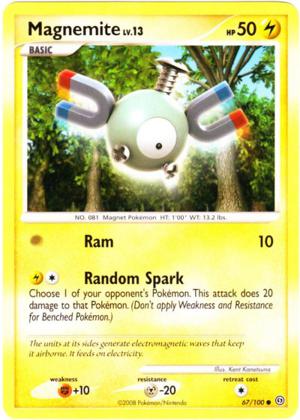 Magnemite LV.13 HP 50
BASIC
NO. 081 Magnet Pokémon HT: 1'00" WT: 13.2 lbs.
Ram 10
Random Spark
Choose 1 of your opponent's Pokémon. This attack does 20
damage to that Pokémon. (Don't apply Weakness and Resistance
for Benched Pokémon.)
The units at its sides generate electromagnetic waves that keep
it airborne. It feeds on electricity.
Illus. Kent Kanetsuna
weakness resistance retreat cost
+10 -20
©2008 Pokémon/Nintendo 67/100